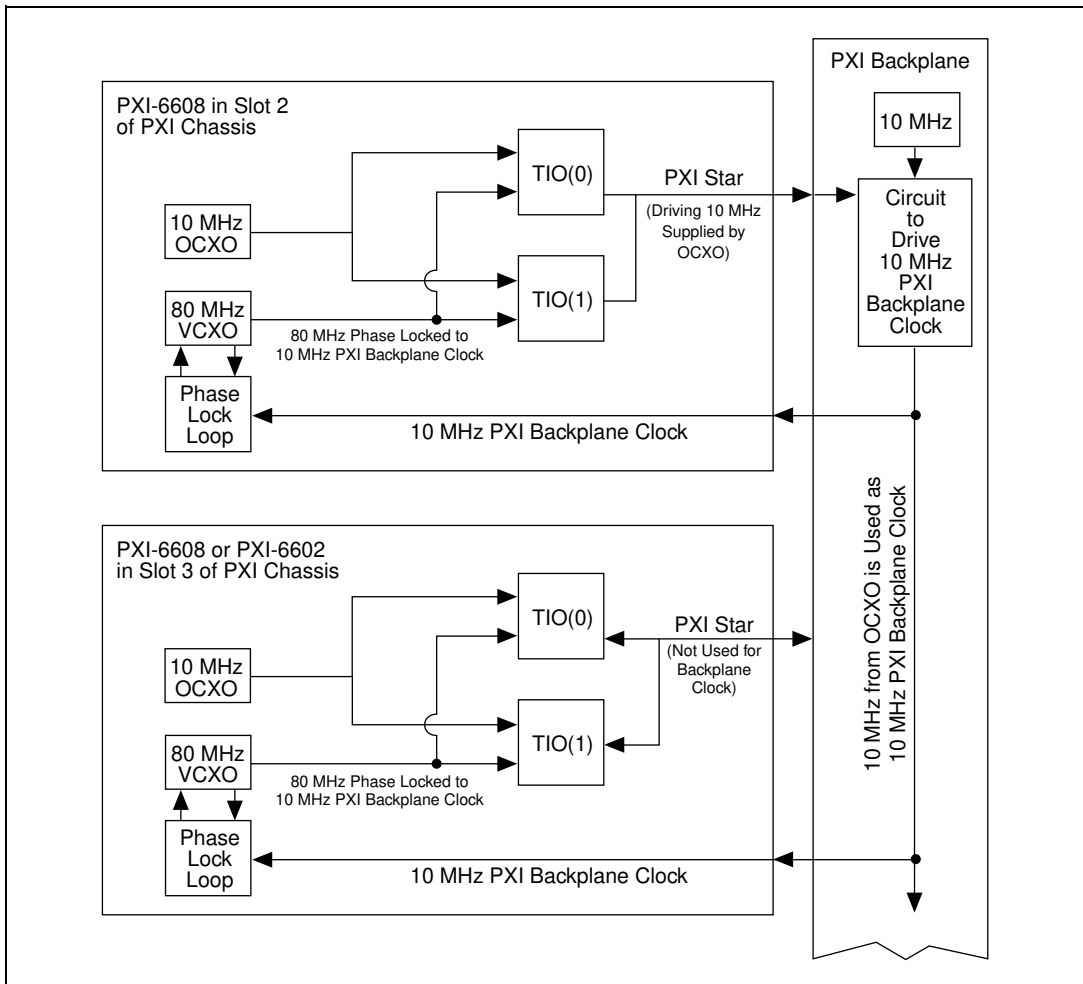 PXI Backplane
10 MHz
Circuit
to
Drive
10 MHz
PXI
Backplane
Clock
10 MHz from OCXO is Used as
10 MHz PXI Backplane Clock
PXI-6608 in Slot 2
of PXI Chassis
10 MHz
OCXO
80 MHz
VCXO
Phase
Lock
Loop
TIO(0)
TIO(1)
80 MHz Phase Locked to
10 MHz PXI Backplane Clock
PXI Star
(Driving 10 MHz
Supplied by
OCXO)
10 MHz PXI Backplane Clock
PXI-6608 or PXI-6602
in Slot 3 of PXI Chassis
10 MHz
OCXO
80 MHz
VCXO
Phase
Lock
Loop
TIO(0)
TIO(1)
80 MHz Phase Locked to
10 MHz PXI Backplane Clock
PXI Star
(Not Used for
Backplane
Clock)
10 MHz PXI Backplane Clock